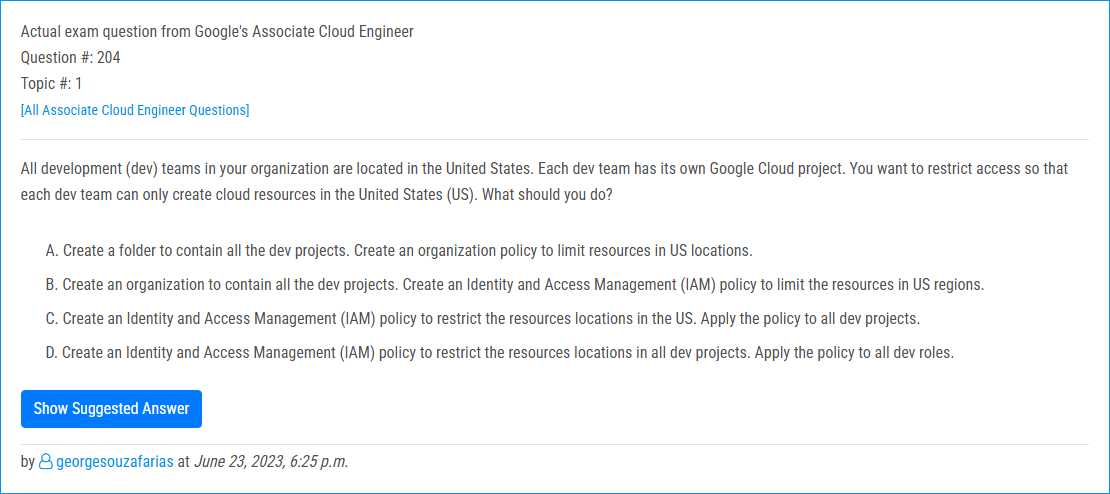 Actual exam question from Google's Associate Cloud Engineer
Question #: 204
Topic #: 1
[All Associate Cloud Engineer Questions]
All development (dev) teams in your organization are located in the United States. Each dev team has its own Google Cloud project. You want to restrict access so that
each dev team can only create cloud resources in the United States (US). What should you do?
A. Create a folder to contain all the dev projects. Create an organization policy to limit resources in US locations.
B. Create an organization to contain all the dev projects. Create an Identity and Access Management (IAM) policy to limit the resources in US regions.
C. Create an Identity and Access Management (IAM) policy to restrict the resources locations in the US. Apply the policy to all dev projects.
D. Create an Identity and Access Management (IAM) policy to restrict the resources locations in all dev projects. Apply the policy to all dev roles.
Show Suggested Answer
by georgesouzafarias at June 23, 2023, 6:25 p.m.